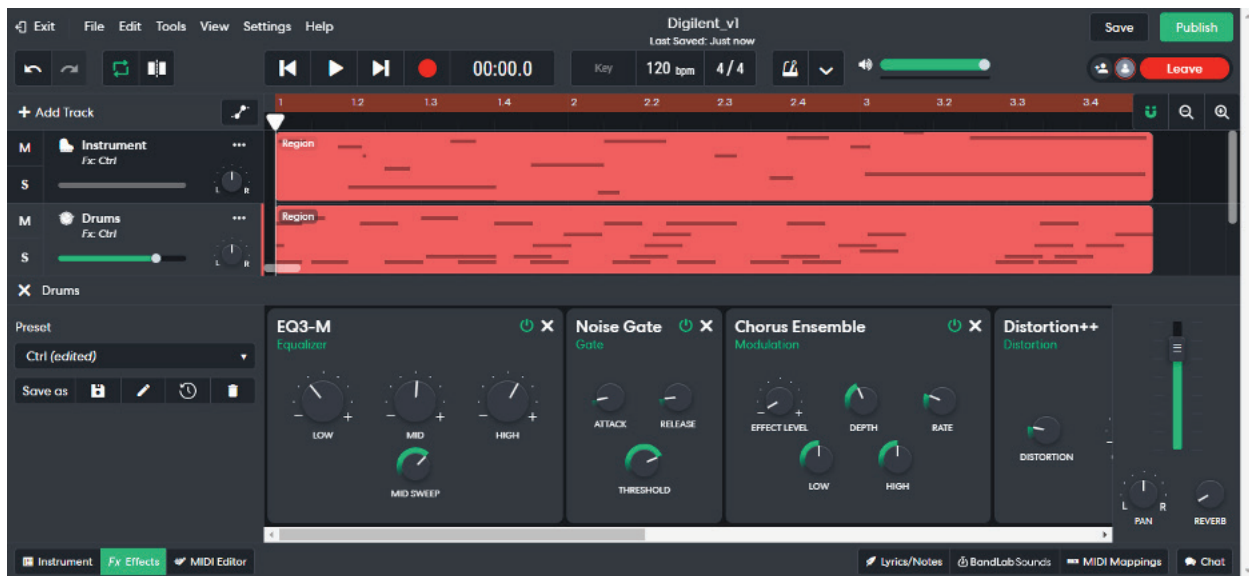 Exit File Edit Tools View Settings Help Digilent_v1 Save Publish
Last Saved: Just now
00:00.0 Key 120 bpm 4/4 Leave
+ Add Track 1 1.2 1.3 1.4 2 2.2 2.3 2.4 3 3.2 3.3 3.4
M Instrument ••• Region
Fx: Ctrl
S L R
M Drums ••• Region
Fx: Ctrl
S L R
X Drums
Preset
Ctrl (edited)
Save as
EQ3-M
Equalizer
- + - + - +
LOW MID HIGH
MID SWEEP
Noise Gate
Gate
ATTACK RELEASE
THRESHOLD
Chorus Ensemble
Modulation
- +
EFFECT LEVEL DEPTH RATE
LOW HIGH
Distortion++
Distortion
DISTORTION
L R
PAN REVERB
Instrument Fx Effects MIDI Editor Lyrics/Notes BandLab Sounds MIDI Mappings Chat